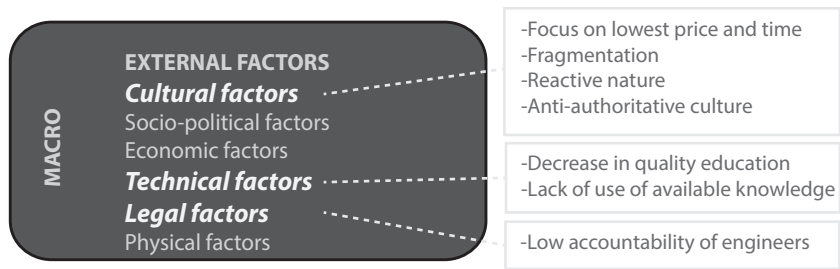 MACRO
EXTERNAL FACTORS
Cultural factors
Socio-political factors
Economic factors
Technical factors
Legal factors
Physical factors
-Focus on lowest price and time
-Fragmentation
-Reactive nature
-Anti-authoritative culture
-Decrease in quality education
-Lack of use of available knowledge
-Low accountability of engineers